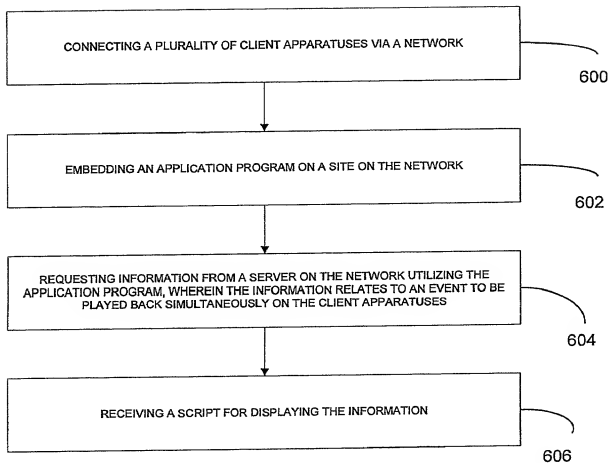 CONNECTING A PLURALITY OF CLIENT APPARATUSES VIA A NETWORK
600
EMBEDDING AN APPLICATION PROGRAM ON A SITE ON THE NETWORK
602
REQUESTING INFORMATION FROM A SERVER ON THE NETWORK UTILIZING THE
APPLICATION PROGRAM, WHEREIN THE INFORMATION RELATES TO AN EVENT TO BE
PLAYED BACK SIMULTANEOUSLY ON THE CLIENT APPARATUSES
604
RECEIVING A SCRIPT FOR DISPLAYING THE INFORMATION
606